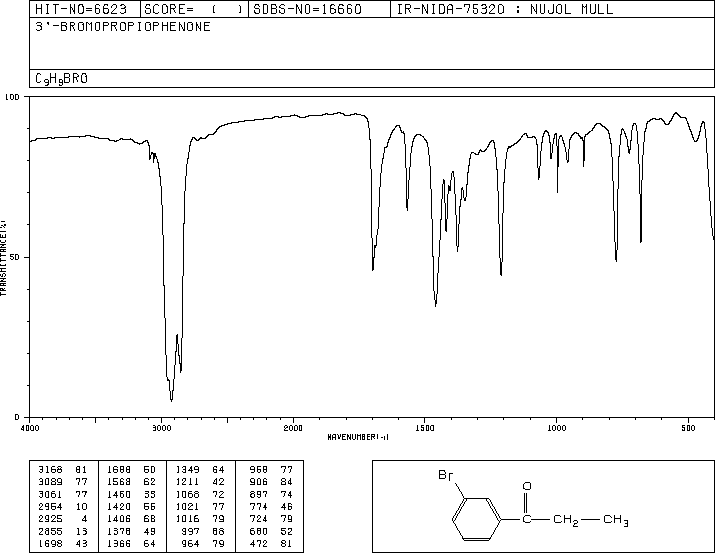 HIT-NO=6623 SCORE= ( ) SDBS-NO=16660 IR-NIDA-75320 : NUJOL MULL
3'-BROMOPROPIOPHENONE
C9H9BRO
100
TRANSMITTANCE(%)
50
0
4000 3000 2000 1500 1000 500
WAVENUMBER(-1)
3168 81 1688 50 1349 64 968 77
3089 77 1568 62 1211 42 906 84
3061 77 1460 33 1068 72 897 74
2954 10 1420 55 1021 77 774 46
2925 4 1406 68 1016 79 724 79
2855 13 1378 49 997 68 680 52
1698 43 1366 64 964 79 472 81
Br
O
C-CH2-CH3